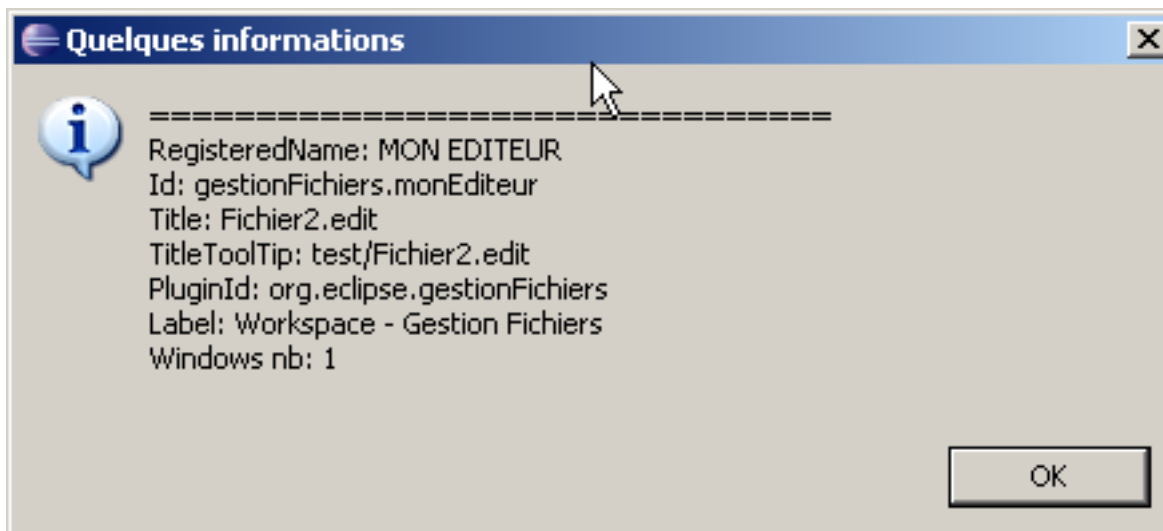 Quelques informations
================================
RegisteredName: MON EDITEUR
Id: gestionFichiers.monEditeur
Title: Fichier2.edit
TitleToolTip: test/Fichier2.edit
PluginId: org.eclipse.gestionFichiers
Label: Workspace - Gestion Fichiers
Windows nb: 1
OK